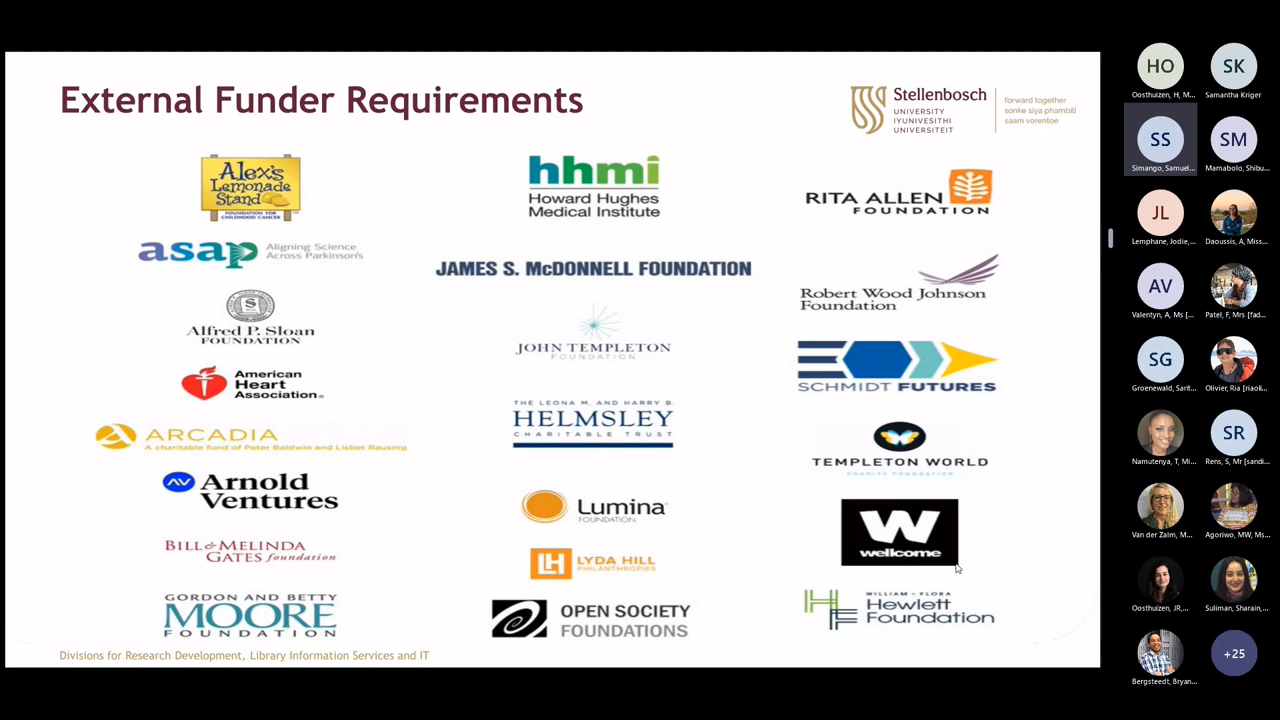 External Funder Requirements
Stellenbosch
UNIVERSITY
IYUNIVESITHI
UNIVERSITEIT
forward together
sonke siya phambili
saam vorentoe
Alex's
Lemonade
Stand
FOUNDATION FOR
CHILDHOOD CANCER
asap
Aligning Science
Across Parkinson's
Alfred P. Sloan
FOUNDATION
American
Heart
Association®
ARCADIA
A charitable fund of Peter Baldwin and Lisbet Rausing
AV
Arnold
Ventures
BILL & MELINDA
GATES foundation
GORDON AND BETTY
MOORE
FOUNDATION
hhmi
Howard Hughes
Medical Institute
JAMES S. McDONNELL FOUNDATION
JOHN TEMPLETON
FOUNDATION
THE LEONA M. AND HARRY B.
HELMSLEY
CHARITABLE TRUST
Lumina
FOUNDATION
LH
LYDA HILL
PHILANTHROPIES
OPEN SOCIETY
FOUNDATIONS
RITA ALLEN
FOUNDATION
Robert Wood Johnson
Foundation
SCHMIDT FUTURES
TEMPLETON WORLD
CHARITY FOUNDATION
W
wellcome
WILLIAM + FLORA
Hewlett
Foundation
Divisions for Research Development, Library Information Services and IT
HO
Oosthuizen, H, M...
SK
Samantha Kriger
SS
Simango, Samuel...
SM
Mamabolo, Shibu...
JL
Lemphane, Jodie,...
Daoussis, A, Miss...
AV
Valentyn, A, Ms [...
Patel, F, Mrs [fad...
SG
Groenewald, Sarit...
Olivier, Ria [riaoli...
Namutenya, T, Mi...
SR
Rens, S, Mr [sandi...
Van der Zalm, M...
Agoriwo, MW, Ms...
Oosthuizen, JR,...
Suliman, Sharain,...
Bergsteedt, Bryan...
+25